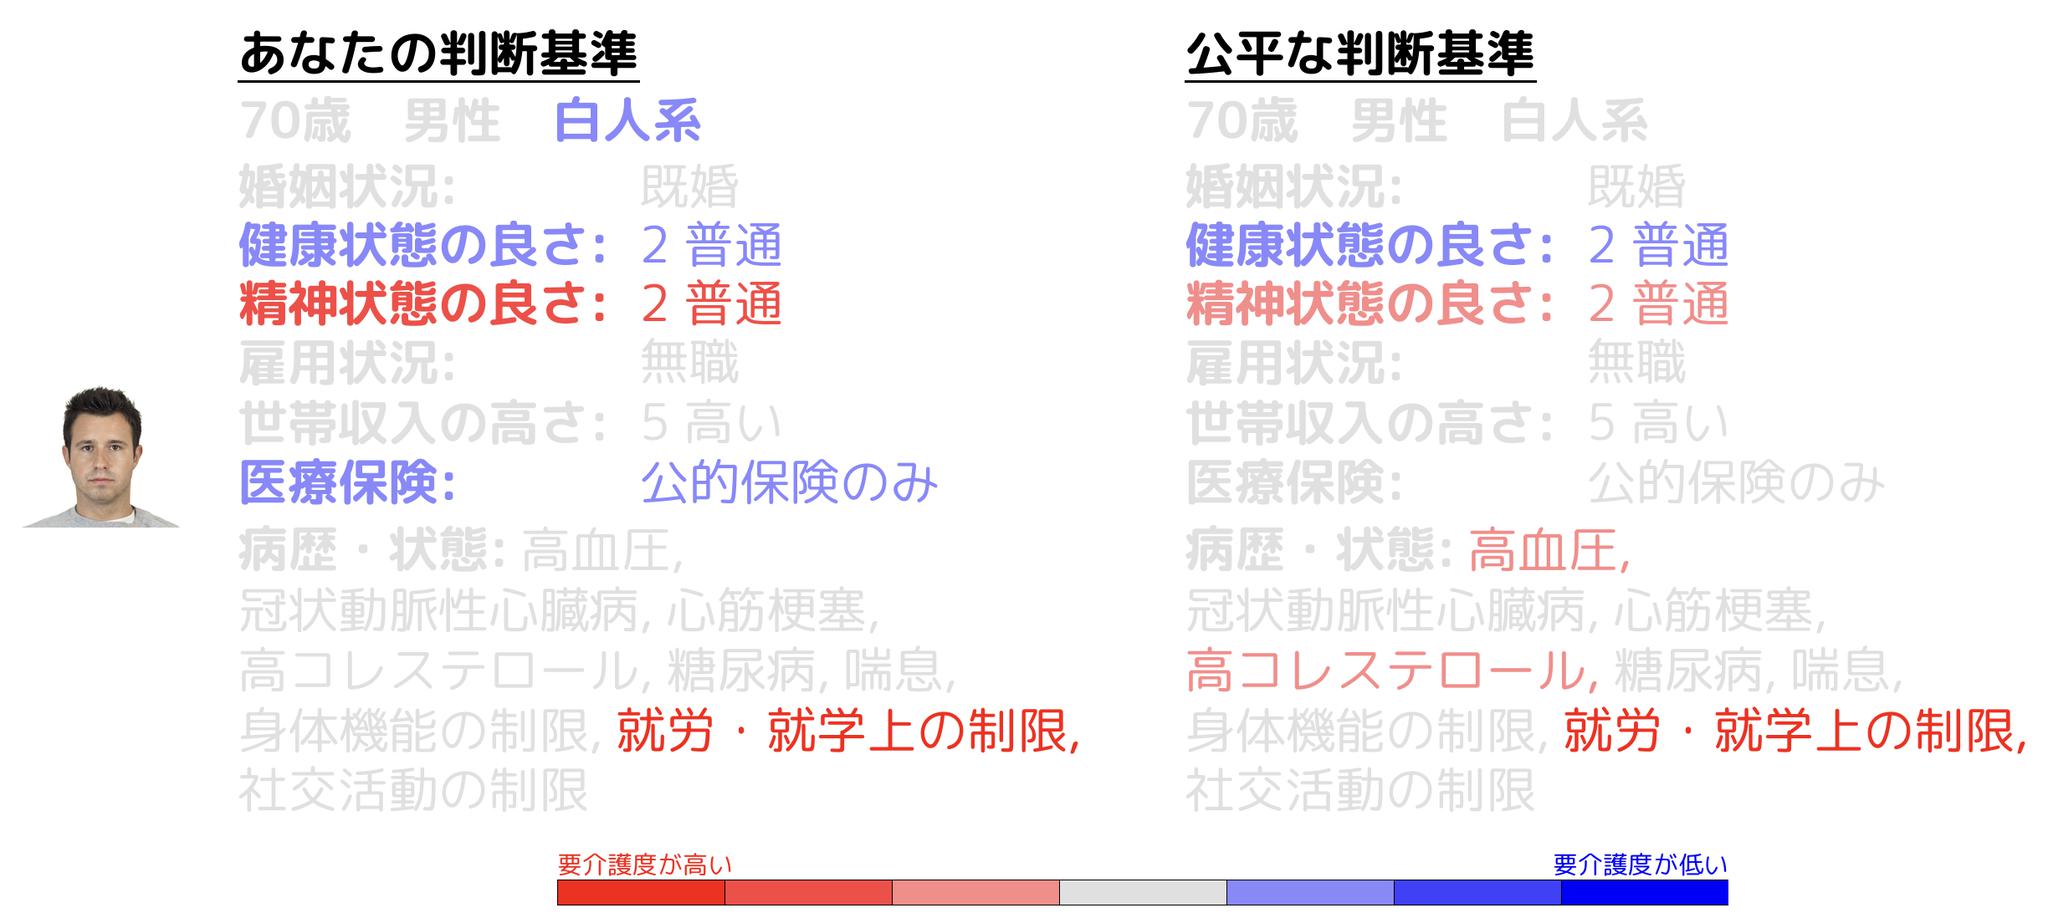 あなたの判断基準
70歳 男性 白人系
婚姻状況: 既婚
健康状態の良さ: 2 普通
精神状態の良さ: 2 普通
雇用状況: 無職
世帯収入の高さ: 5 高い
医療保険: 公的保険のみ
病歴・状態: 高血圧,
冠状動脈性心臓病, 心筋梗塞,
高コレステロール, 糖尿病, 喘息,
身体機能の制限, 就労・就学上の制限,
社交活動の制限
公平な判断基準
70歳 男性 白人系
婚姻状況: 既婚
健康状態の良さ: 2 普通
精神状態の良さ: 2 普通
雇用状況: 無職
世帯収入の高さ: 5 高い
医療保険: 公的保険のみ
病歴・状態: 高血圧,
冠状動脈性心臓病, 心筋梗塞,
高コレステロール, 糖尿病, 喘息,
身体機能の制限, 就労・就学上の制限,
社交活動の制限
要介護度が高い
要介護度が低い